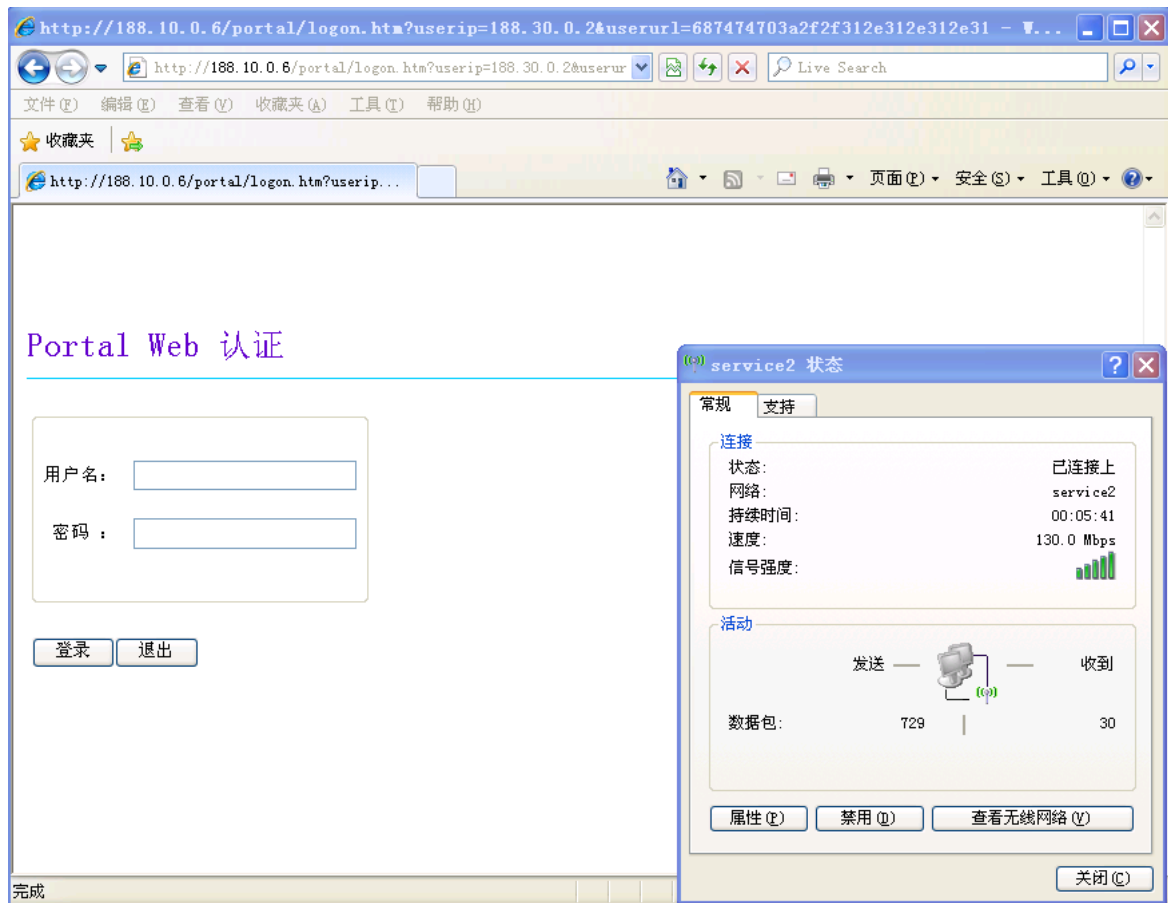 http://188.10.0.6/portal/logon.htm?userip=188.30.0.2&userurl=687474703a2f2f312e312e312e31 - W...
http://188.10.0.6/portal/logon.htm?userip=188.30.0.2&userur
Live Search
文件(F) 编辑(E) 查看(V) 收藏夹(A) 工具(T) 帮助(H)
收藏夹
http://188.10.0.6/portal/logon.htm?userip...
页面(P) 安全(S) 工具(O)
Portal Web 认证
用户名:
密码 :
登录 退出
service2 状态
常规 支持
连接
状态: 已连接上
网络: service2
持续时间: 00:05:41
速度: 130.0 Mbps
信号强度:
活动
发送 — — 收到
数据包: 729 | 30
属性(P) 禁用(D) 查看无线网络(V)
关闭(C)
完成